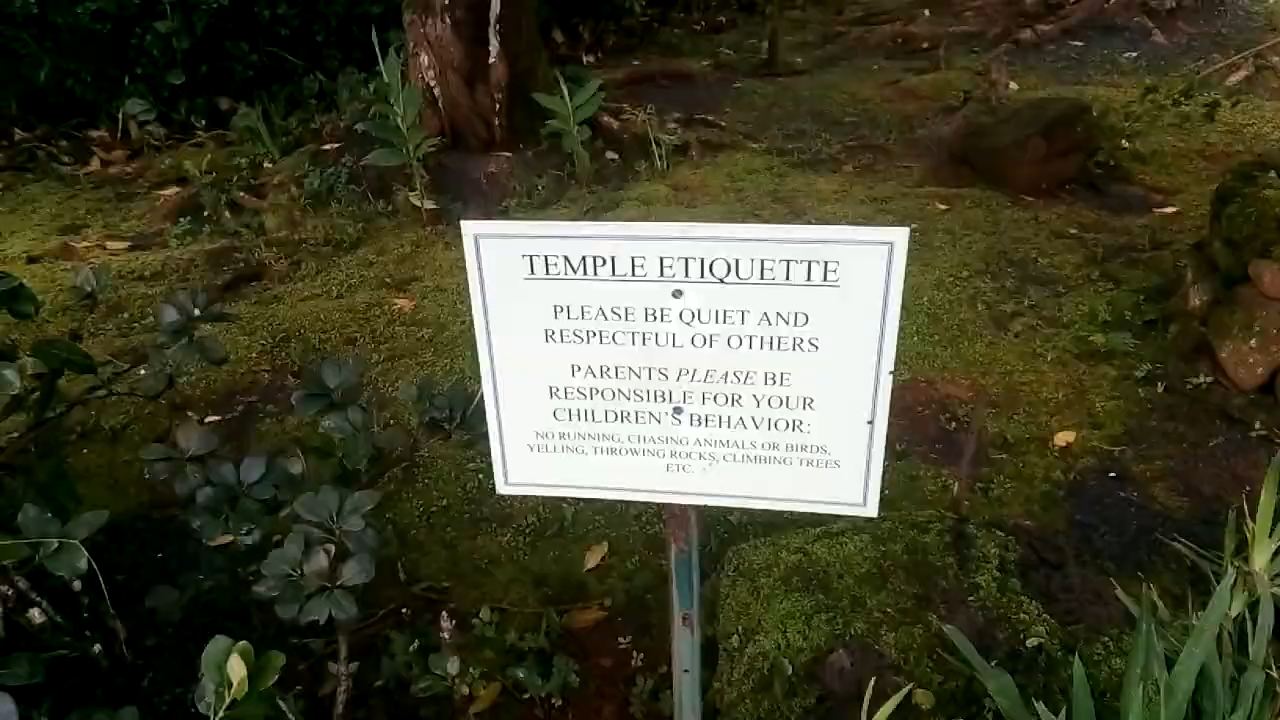 TEMPLE ETIQUETTE
PLEASE BE QUIET AND
RESPECTFUL OF OTHERS
PARENTS PLEASE BE
RESPONSIBLE FOR YOUR
CHILDREN'S BEHAVIOR:
NO RUNNING, CHASING ANIMALS OR BIRDS,
YELLING, THROWING ROCKS, CLIMBING TREES
ETC.